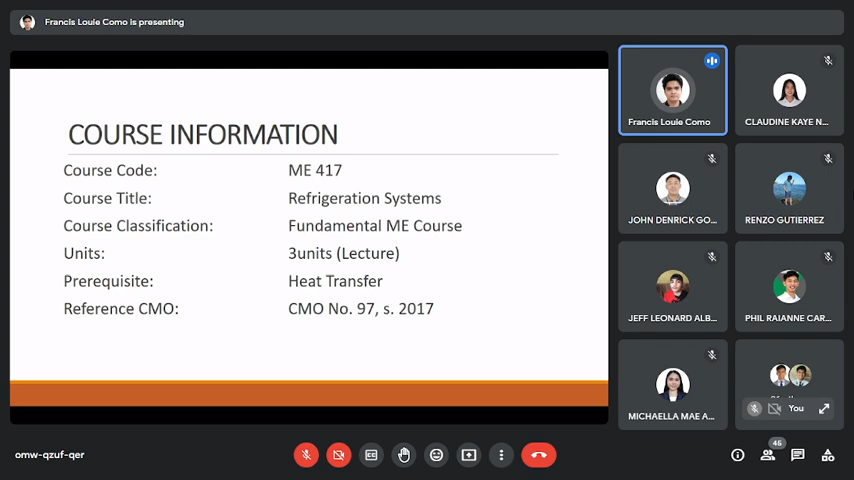 Francis Louie Como is presenting
COURSE INFORMATION
Course Code: ME 417
Course Title: Refrigeration Systems
Course Classification: Fundamental ME Course
Units: 3units (Lecture)
Prerequisite: Heat Transfer
Reference CMO: CMO No. 97, s. 2017
Francis Louie Como
CLAUDINE KAYE N...
JOHN DENRICK GO...
RENZO GUTIERREZ
JEFF LEONARD ALB...
PHIL RAIANNE CAR...
MICHAELLA MAE A...
You
omw-qzuf-qer
45